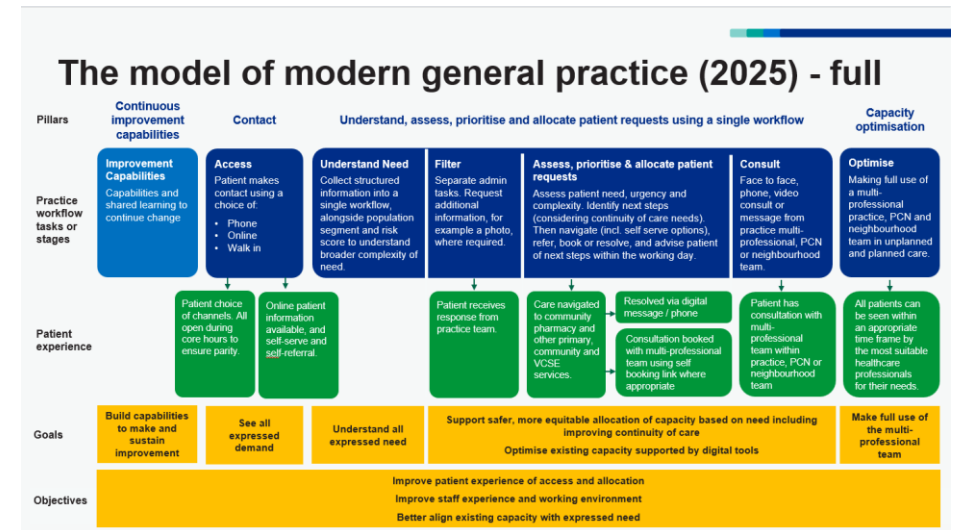 The model of modern general practice (2025) - full
Pillars
Continuous
improvement
capabilities
Contact
Understand, assess, prioritise and allocate patient requests using a single workflow
Capacity
optimisation
Practice
workflow
tasks or
stages
Improvement
Capabilities
Capabilities and
shared learning to
continue change
Access
Patient makes
contact using a
choice of:
• Phone
• Online
• Walk in
Understand Need
Collect structured
information into a
single workflow,
alongside population
segment and risk
score to understand
broader complexity of
need.
Filter
Separate admin
tasks. Request
additional
information, for
example a photo,
where required.
Assess, prioritise & allocate patient
requests
Assess patient need, urgency and
complexity. Identify next steps
(considering continuity of care needs).
Then navigate (incl. self serve options),
refer, book or resolve, and advise patient
of next steps within the working day.
Consult
Face to face,
phone, video
consult or
message from
practice multi-
professional, PCN
or neighbourhood
team.
Optimise
Making full use of
a multi-
professional
practice, PCN and
neighbourhood
team in unplanned
and planned care.
Patient
experience
Patient choice
of channels. All
open during
core hours to
ensure parity.
Online patient
information
available, and
self-serve and
self-referral.
Patient receives
response from
practice team.
Care navigated
to community
pharmacy and
other primary,
community and
VCSE
services.
Resolved via digital
message / phone
Consultation booked
with multi-professional
team using self
booking link where
appropriate
Patient has
consultation with
multi-
professional
team within
practice, PCN or
neighbourhood
team
All patients can
be seen within
an appropriate
time frame by
the most suitable
healthcare
professionals
for their needs.
Goals
Build capabilities
to make and
sustain
improvement
See all
expressed
demand
Understand all
expressed need
Support safer, more equitable allocation of capacity based on need including
improving continuity of care
Optimise existing capacity supported by digital tools
Make full use of
the multi-
professional
team
Objectives
Improve patient experience of access and allocation
Improve staff experience and working environment
Better align existing capacity with expressed need